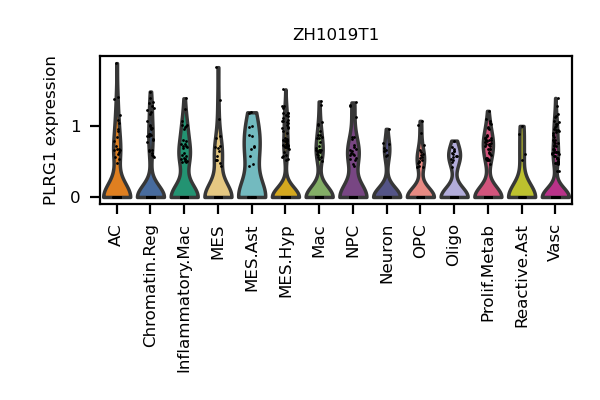 ZH1019T1
PLRG1 expression
1
0
AC
Chromatin.Reg
Inflammatory.Mac
MES
MES.Ast
MES.Hyp
Mac
NPC
Neuron
OPC
Oligo
Prolif.Metab
Reactive.Ast
Vasc